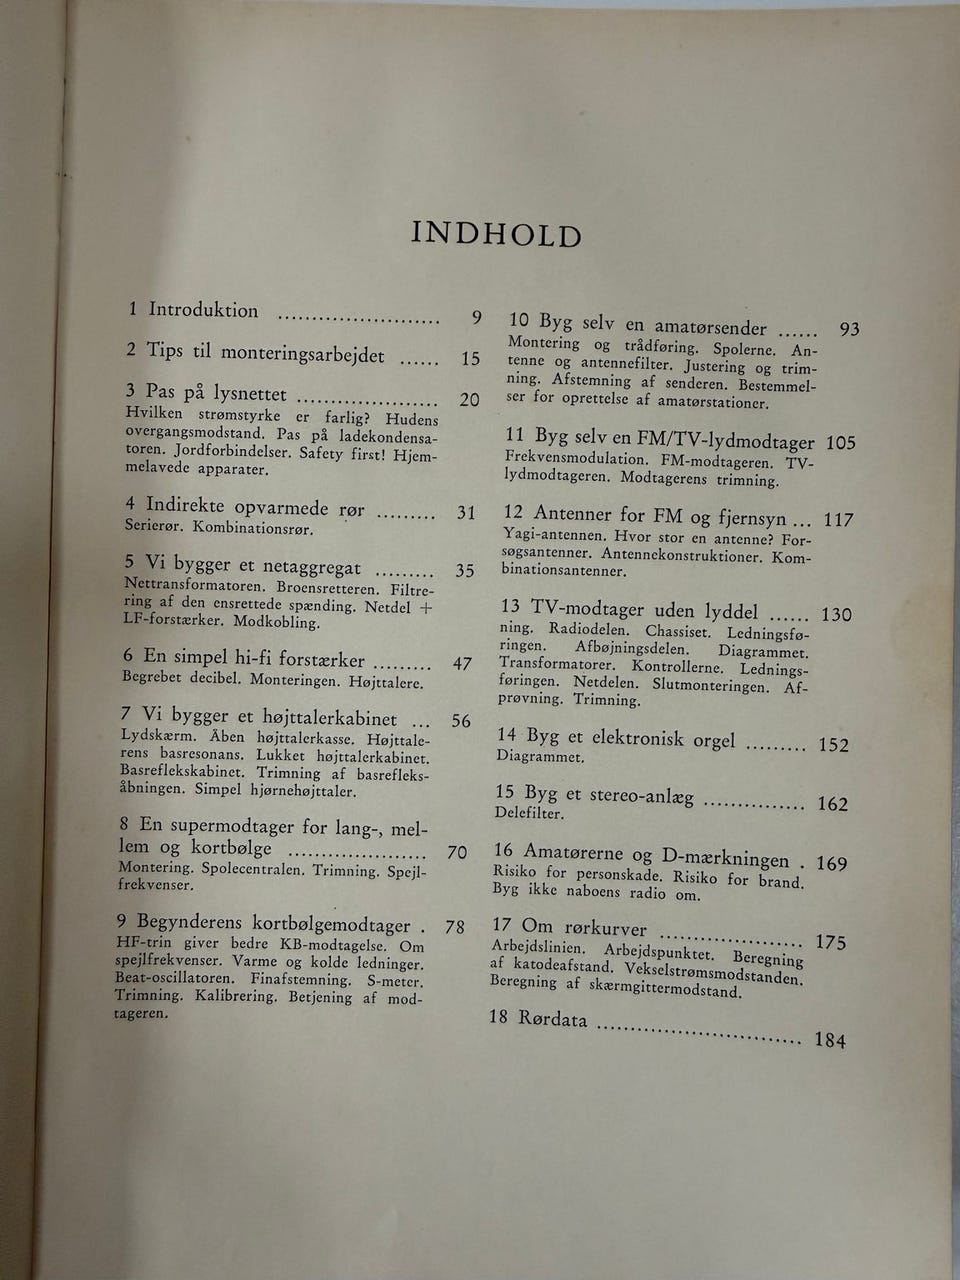 INDHOLD
1 Introduktion ........................ 9
2 Tips til monteringsarbejdet ...... 15
3 Pas på lysnettet ..................... 20
Hvilken strømstyrke er farlig? Hudens
overgangsmodstand. Pas på ladekondensa-
toren. Jordforbindelser. Safety first! Hjem-
melavede apparater.
4 Indirekte opvarmede rør ......... 31
Serierør. Kombinationsrør.
5 Vi bygger et netaggregat ......... 35
Nettransformatoren. Broensretteren. Filtre-
ring af den ensrettede spænding. Netdel +
LF-forstærker. Modkobling.
6 En simpel hi-fi forstærker ......... 47
Begrebet decibel. Monteringen. Højttalere.
7 Vi bygger et højttalerkabinet ... 56
Lydskærm. Åben højttalerkasse. Højttale-
rens basresonans. Lukket højttalerkabinet.
Basreflekskabinet. Trimning af basrefleks-
åbningen. Simpel hjørnehøjttaler.
8 En supermodtager for lang-, mel-
lem og kortbølge ..................... 70
Montering. Spolecentralen. Trimning. Spejl-
frekvenser.
9 Begynderens kortbølgemodtager . 78
HF-trin giver bedre KB-modtagelse. Om
spejlfrekvenser. Varme og kolde ledninger.
Beat-oscillatoren. Finafstemning. S-meter.
Trimning. Kalibrering. Betjening af mod-
tageren.
10 Byg selv en amatørsender ...... 93
Montering og trådføring. Spolerne. An-
tenne og antennefilter. Justering og trim-
ning. Afstemning af senderen. Bestemmel-
ser for oprettelse af amatørstationer.
11 Byg selv en FM/TV-lydmodtager 105
Frekvensmodulation. FM-modtageren. TV-
lydmodtageren. Modtagerens trimning.
12 Antenner for FM og fjernsyn ... 117
Yagi-antennen. Hvor stor en antenne? For-
søgsantenner. Antennekonstruktioner. Kom-
binationsantenner.
13 TV-modtager uden lyddel ...... 130
ning. Radiodelen. Chassiset. Ledningsfø-
ringen. Afbøjningsdelen. Diagrammet.
Transformatorer. Kontrollerne. Lednings-
føringen. Netdelen. Slutmonteringen. Af-
prøvning. Trimning.
14 Byg et elektronisk orgel ......... 152
Diagrammet.
15 Byg et stereo-anlæg ............... 162
Delefilter.
16 Amatørerne og D-mærkningen . 169
Risiko for personskade. Risiko for brand.
Byg ikke naboens radio om.
17 Om rørkurver ..................... 175
Arbejdslinien. Arbejdspunktet. Beregning
af katodeafstand. Vekselstrømsmodstanden.
Beregning af skærmgittermodstand.
18 Rørdata .............................. 184